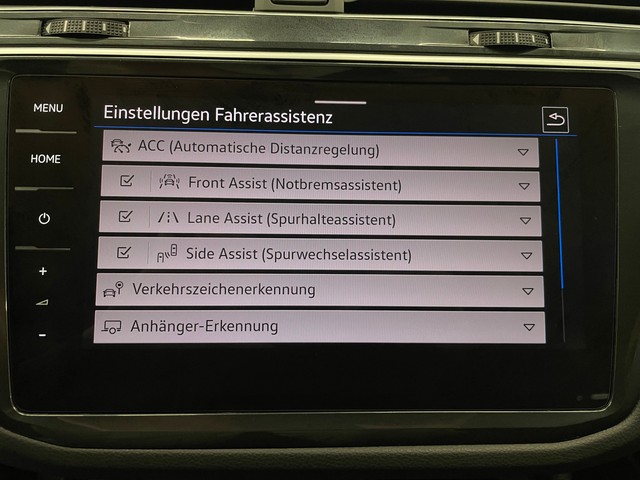 MENU
Einstellungen Fahrerassistenz
ACC (Automatische Distanzregelung)
HOME
Front Assist (Notbremsassistent)
Lane Assist (Spurhalteassistent)
Side Assist (Spurwechselassistent)
+
Verkehrszeichenerkennung
-
Anhänger-Erkennung